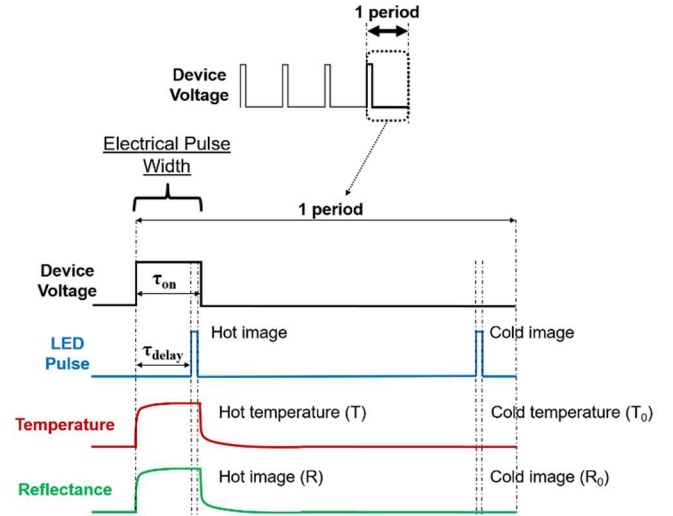 1 period
Device
Voltage
Electrical Pulse
Width
1 period
Device
Voltage
τon
LED
Pulse
Hot image
Cold image
τdelay
Temperature
Hot temperature (T)
Cold temperature (T₀)
Reflectance
Hot image (R)
Cold image (R₀)